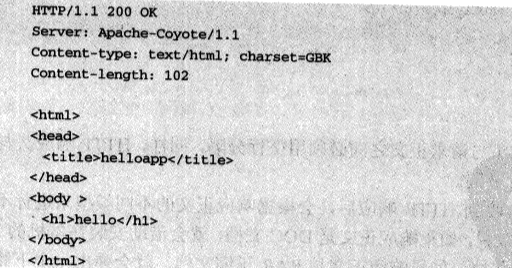 HTTP/1.1 200 OK
Server: Apache-Coyote/1.1
Content-type: text/html; charset=GBK
Content-length: 102
<html>
<head>
<title>helloapp</title>
</head>
<body >
<h1>hello</h1>
</body>
</html>